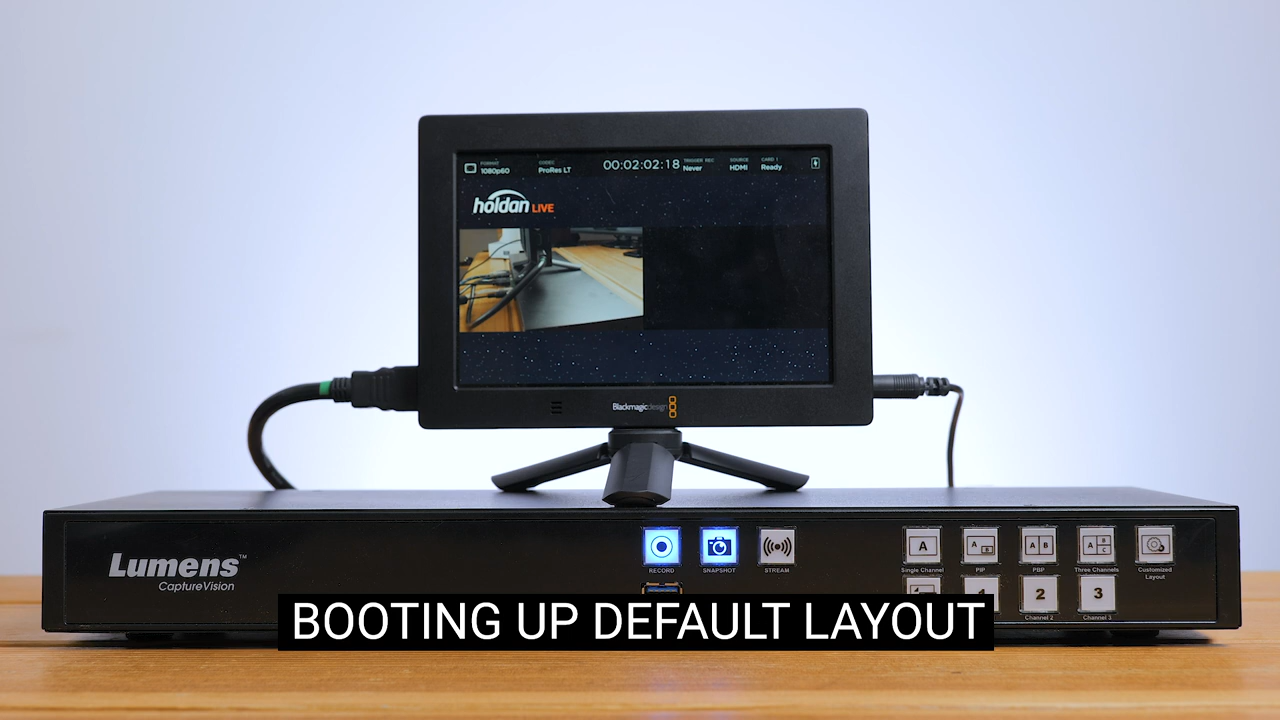 FORMAT
1080p60
CODEC
ProRes LT
00:02:02:18
TRIGGER REC
Never
SOURCE
HDMI
CARD 1
Ready
holdan LIVE
Blackmagicdesign
Lumens™
CaptureVision
RECORD
SNAPSHOT
STREAM
A
Single Channel
A B
PIP
A B
PBP
A B C
Three Channels
Customized
Layout
2
Channel 2
3
Channel 3
BOOTING UP DEFAULT LAYOUT